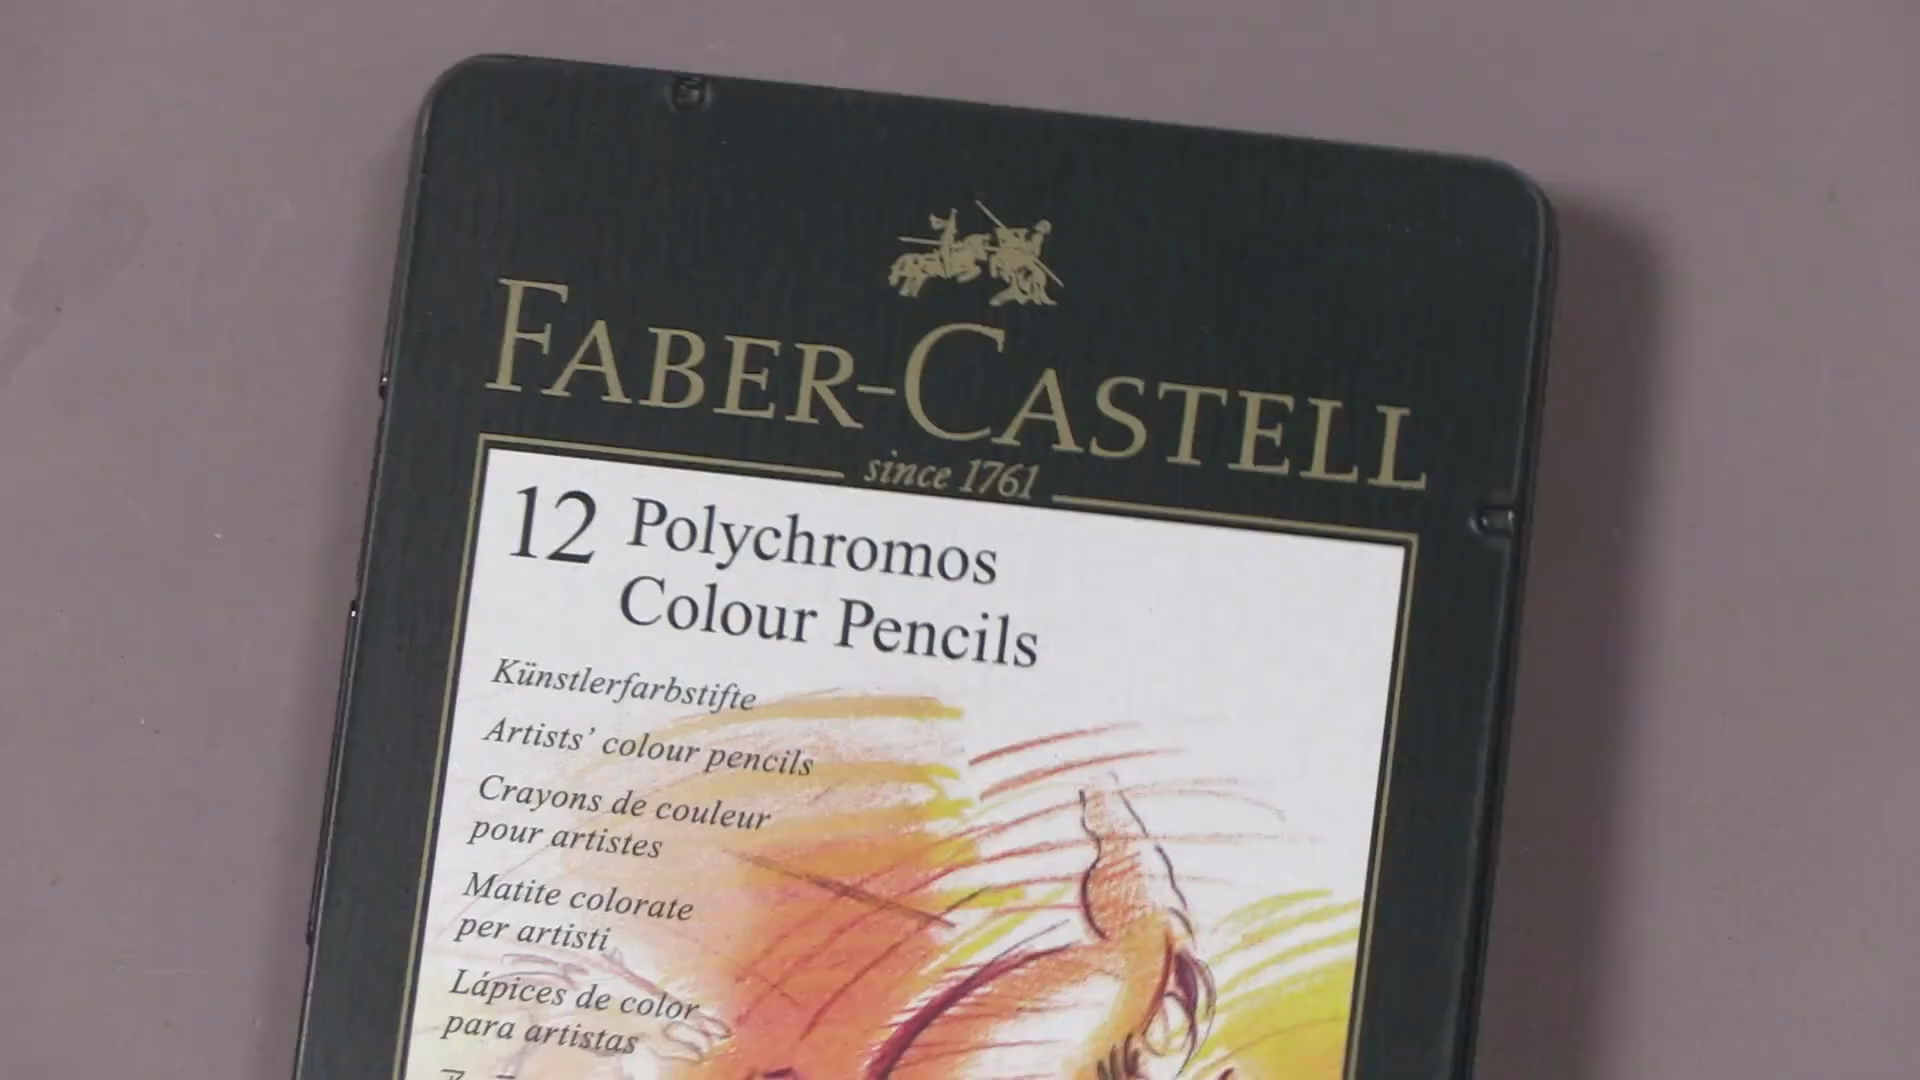 FABER-CASTELL
since 1761
12 Polychromos
Colour Pencils
Künstlerfarbstifte
Artists' colour pencils
Crayons de couleur
pour artistes
Matite colorate
per artisti
Lápices de color
para artistas